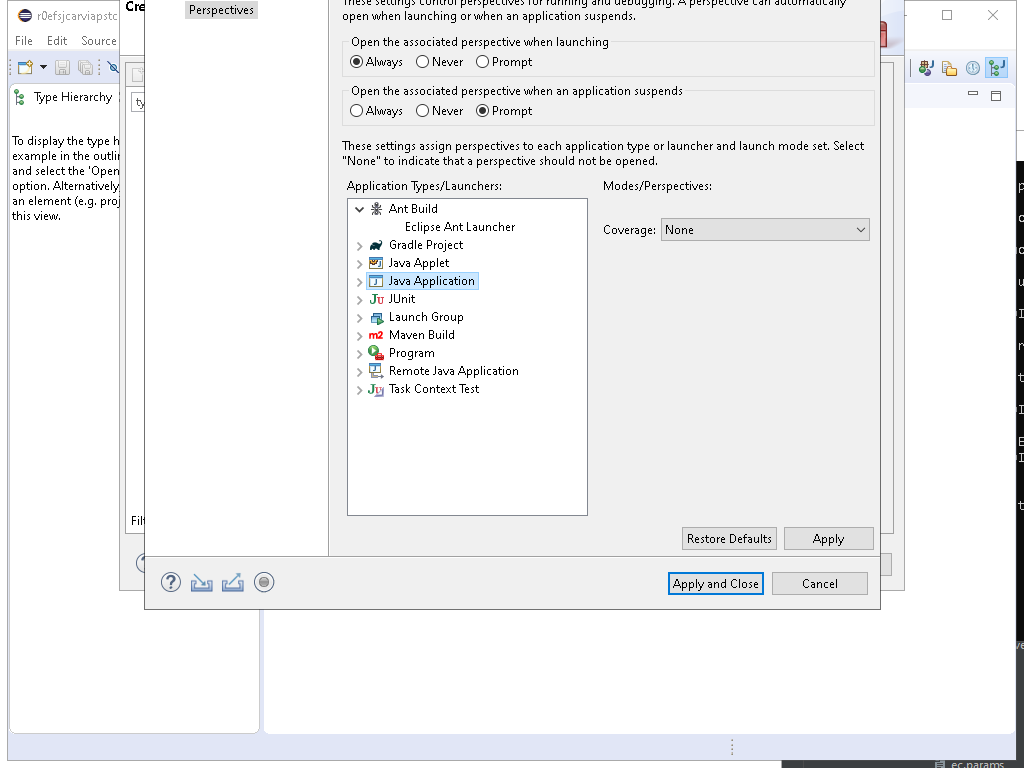 r0efsjcarviapstc
File Edit Source
Type Hierarchy
To display the type h
example in the outli
and select the 'Open
option. Alternatively
an element (e.g. proj
this view.
Cre
ty
Filt
Perspectives
These settings control perspectives for running and debugging. A perspective can automatically
open when launching or when an application suspends.
Open the associated perspective when launching
Always Never Prompt
Open the associated perspective when an application suspends
Always Never Prompt
These settings assign perspectives to each application type or launcher and launch mode set. Select
"None" to indicate that a perspective should not be opened.
Application Types/Launchers:
Modes/Perspectives:
Ant Build
Eclipse Ant Launcher
Gradle Project
Java Applet
Java Application
JUnit
Launch Group
Maven Build
Program
Remote Java Application
Task Context Test
Coverage: None
Restore Defaults Apply
Apply and Close Cancel
ec.params